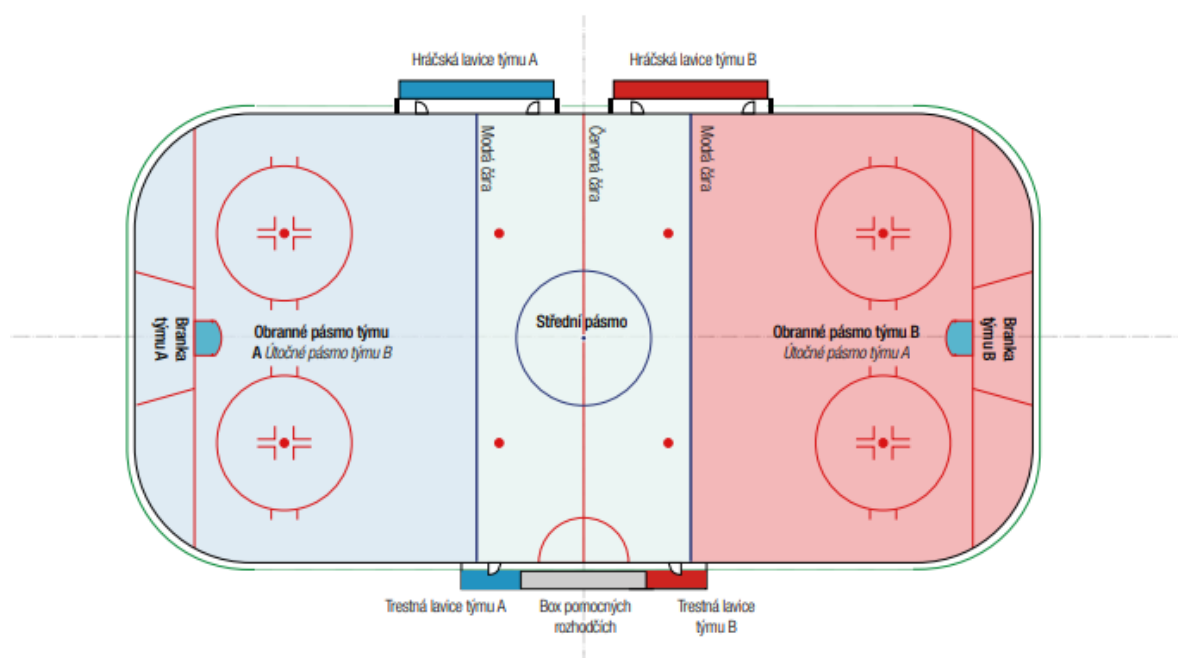 Hráčská lavice týmu A
Hráčská lavice týmu B
Modrá čára
Červená čára
Modrá čára
Branka
týmu A
Obranné pásmo týmu
A Útočné pásmo týmu B
Střední pásmo
Obranné pásmo týmu B
Útočné pásmo týmu A
Branka
týmu B
Trestná lavice týmu A
Box pomocných
rozhodčích
Trestná lavice
týmu B